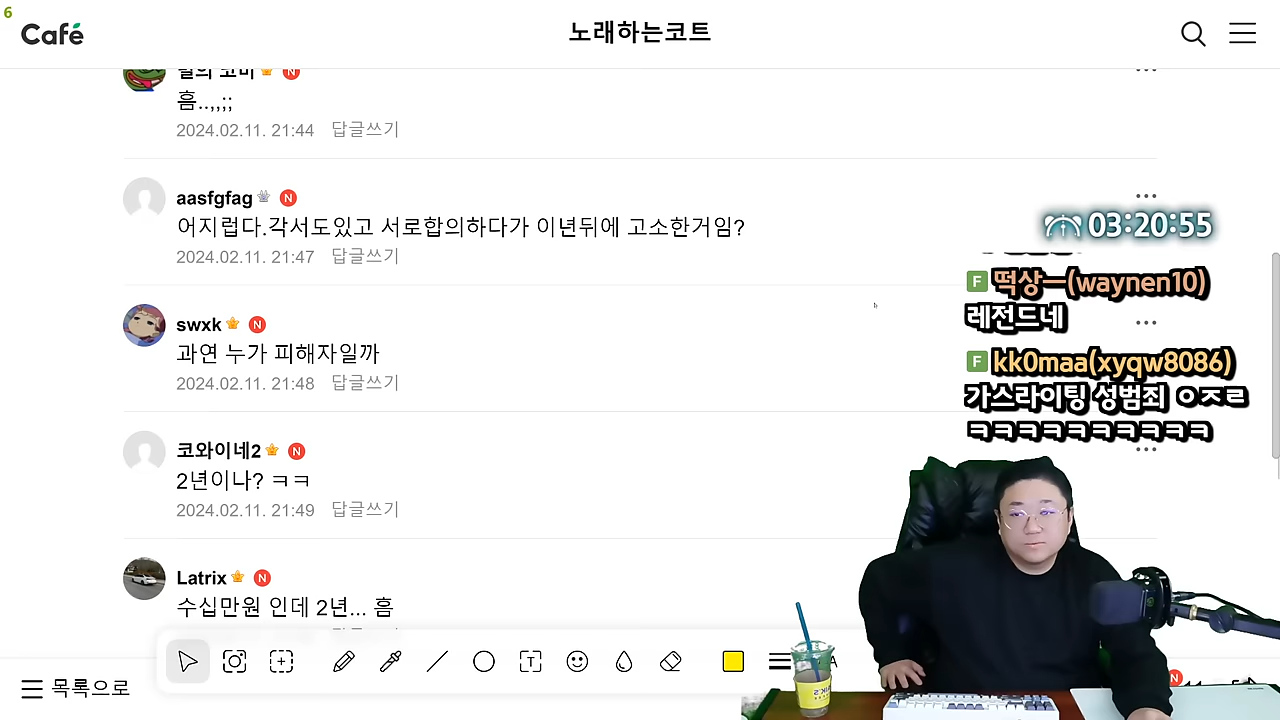 6
Café
노래하는코트
흠..,,;;
2024.02.11. 21:44 답글쓰기
aasfgfag N
어지럽다.각서도있고 서로합의하다가 이년뒤에 고소한거임?
2024.02.11. 21:47 답글쓰기
swxk N
과연 누가 피해자일까
2024.02.11. 21:48 답글쓰기
코와이네2 N
2년이나? ㅋㅋ
2024.02.11. 21:49 답글쓰기
Latrix N
수십만원 인데 2년... 흠
목록으로
03:20:55
F 떡상ㅡ(waynen10)
레전드네
F kk0maa(xyqw8086)
가스라이팅 성범죄 ㅇㅈㄹ
ㅋㅋㅋㅋㅋㅋㅋㅋㅋㅋ
T
A
N